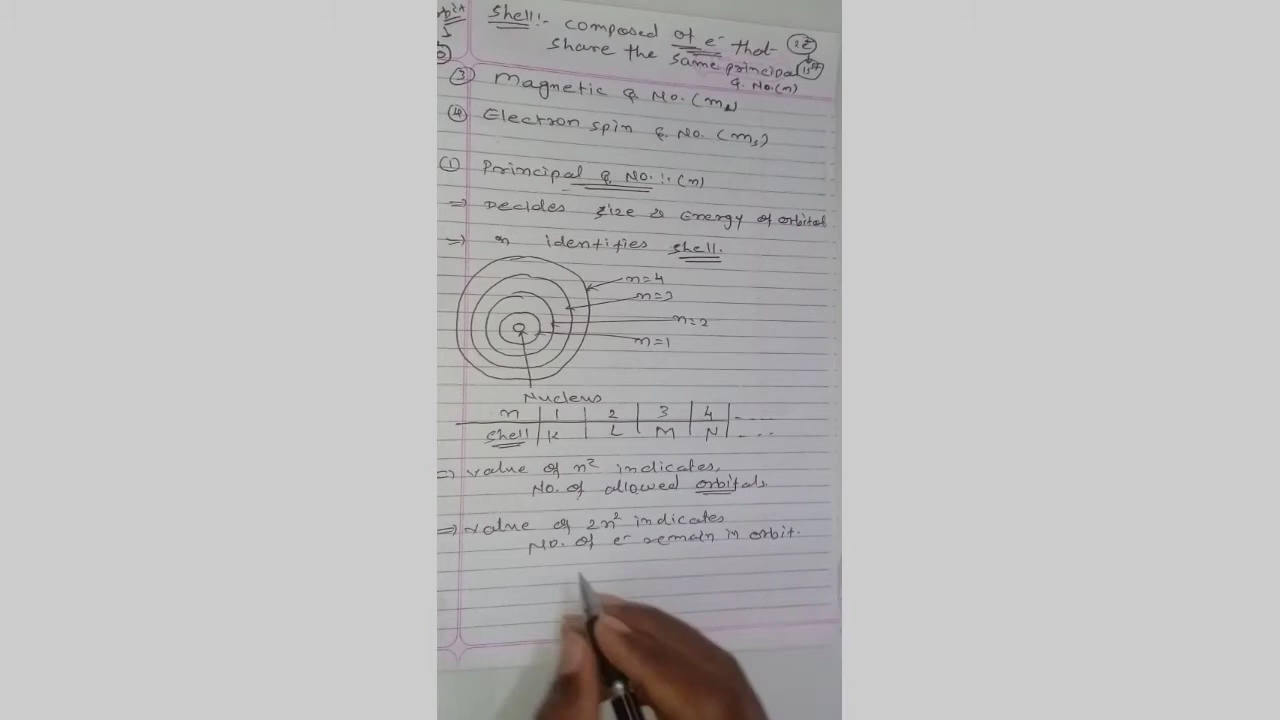 Shell:- composed of e⁻ that
share the same principal
Q. No.(n)
③ Magnetic Q No. (m
④ Electron spin Q. No. (ms)
① Principal Q. No. :- (n)
⇒ Decides size & Energy of orbital
⇒ identifies shell.
n=4
n=3
n=2
n=1
Nucleus
n 1 2 3 4 ----
Shell K L M N ...
⇒ value of n² indicates,
No. of allowed orbitals
⇒ value of 2n² indicates
No. of e⁻ remain in orbit.